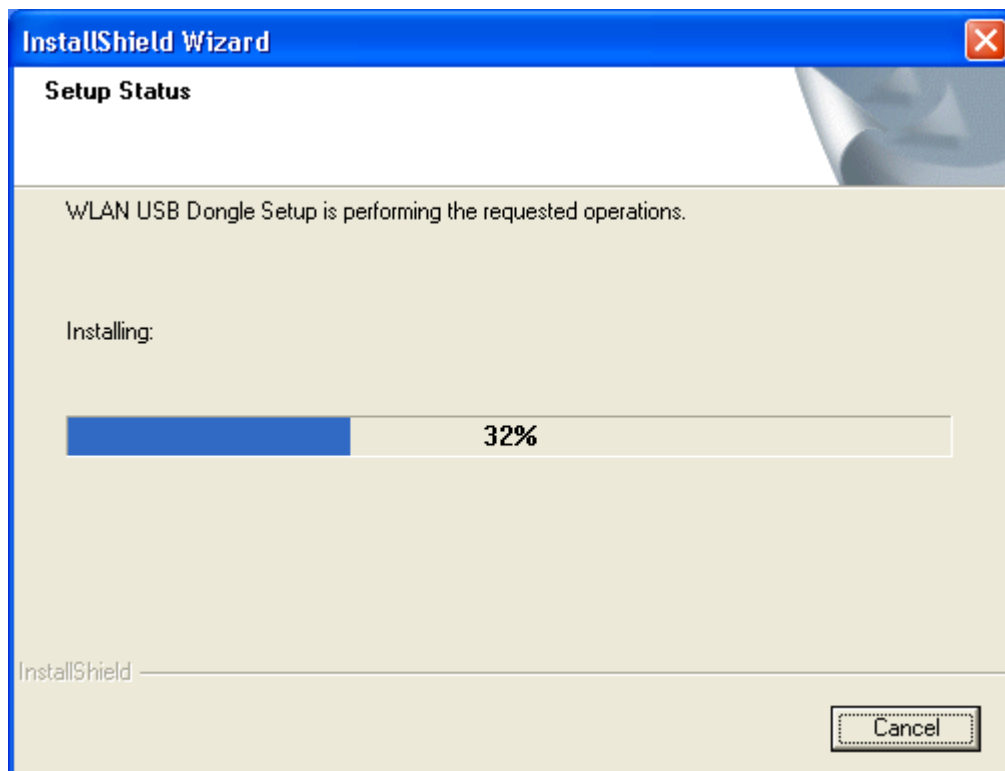 InstallShield Wizard
Setup Status
WLAN USB Dongle Setup is performing the requested operations.
Installing:
32%
InstallShield
Cancel